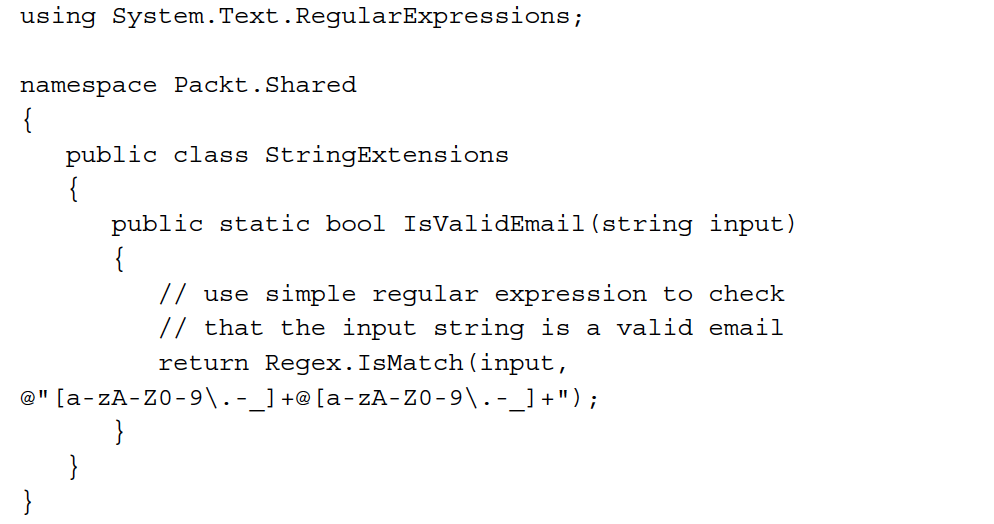 using System.Text.RegularExpressions;
namespace Packt.Shared
{
public class StringExtensions
{
public static bool IsValidEmail(string input)
{
// use simple regular expression to check
// that the input string is a valid email
return Regex.IsMatch(input,
@"[a-zA-Z0-9\.-_]+@[a-zA-Z0-9\.-_]+");
}
}
}